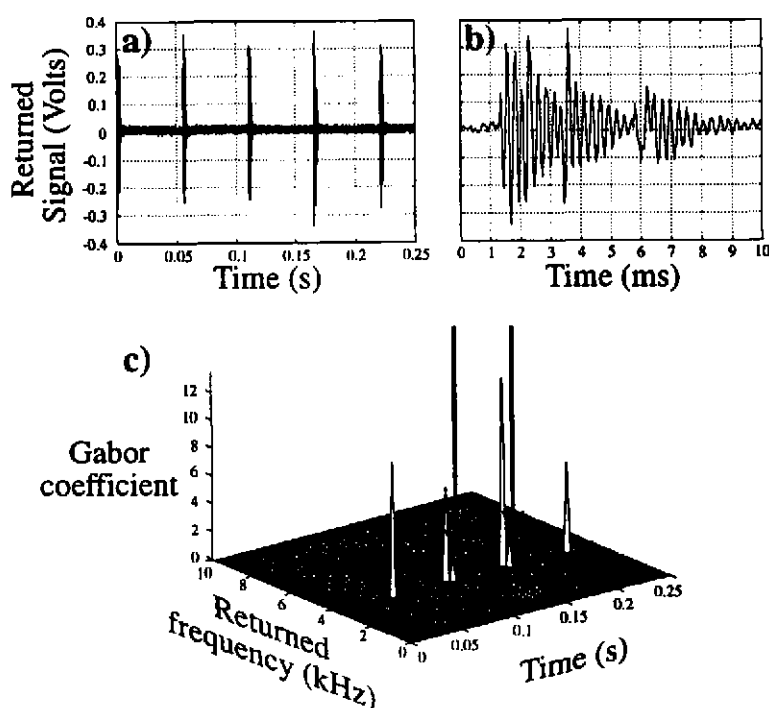 a)
Returned
Signal (Volts)
0.4
0.3
0.2
0.1
0
-0.1
-0.2
-0.3
-0.4
0 0.05 0.1 0.15 0.2 0.25
Time (s)
b)
0 1 2 3 4 5 6 7 8 9 10
Time (ms)
c)
Gabor
coefficient
12
10
8
6
4
2
0
10 8 6 4 2 0
Returned
frequency (kHz)
0 0.05 0.1 0.15 0.2 0.25
Time (s)